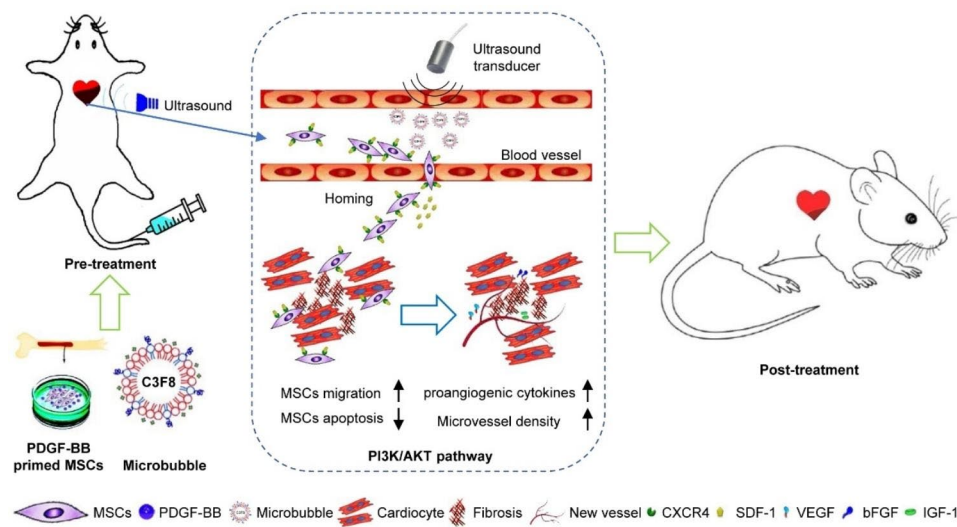 Ultrasound
transducer
Ultrasound
Blood vessel
Homing
Pre-treatment
C3F8
PDGF-BB
primed MSCs
Microbubble
MSCs migration
proangiogenic cytokines
MSCs apoptosis
Microvessel density
PI3K/AKT pathway
Post-treatment
MSCs PDGF-BB Microbubble Cardiocyte Fibrosis New vessel CXCR4 SDF-1 VEGF bFGF IGF-1